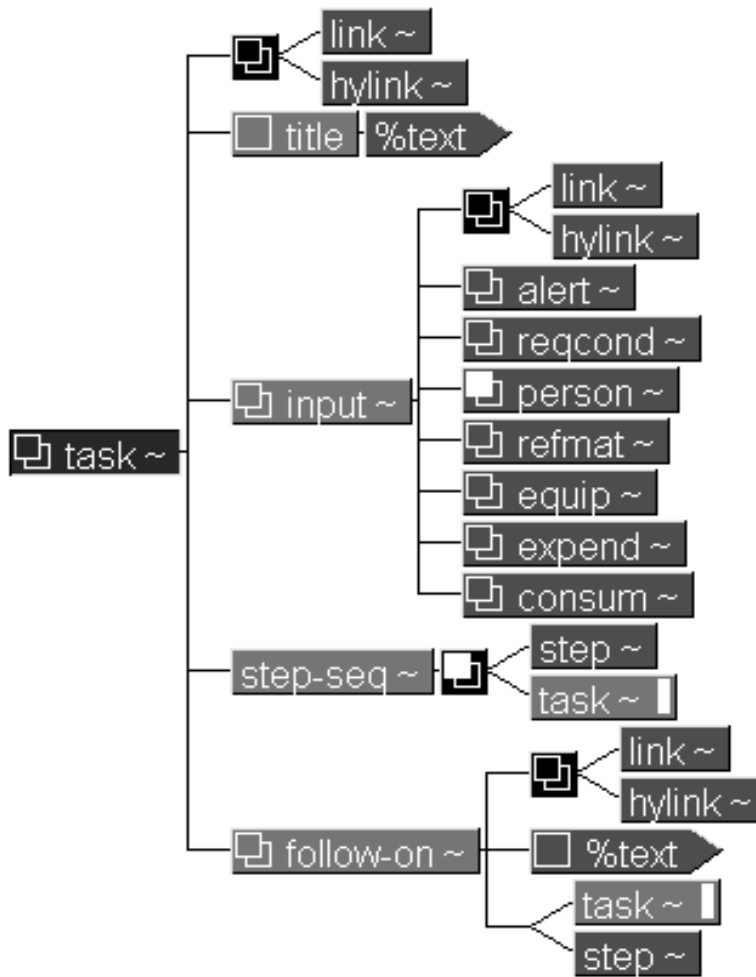 link ~
hylink ~
title %text
link ~
hylink ~
alert ~
reqcond ~
input ~ person ~
task ~ refmat ~
equip ~
expend ~
consum ~
step-seq ~ step ~
task ~
link ~
hylink ~
follow-on ~ %text
task ~
step ~